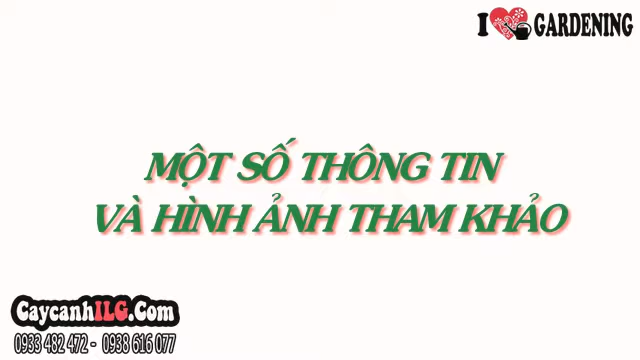 I GARDENING
MỘT SỐ THÔNG TIN
VÀ HÌNH ẢNH THAM KHẢO
CaycanhILG.Com
0933 482 472 - 0938 616 077